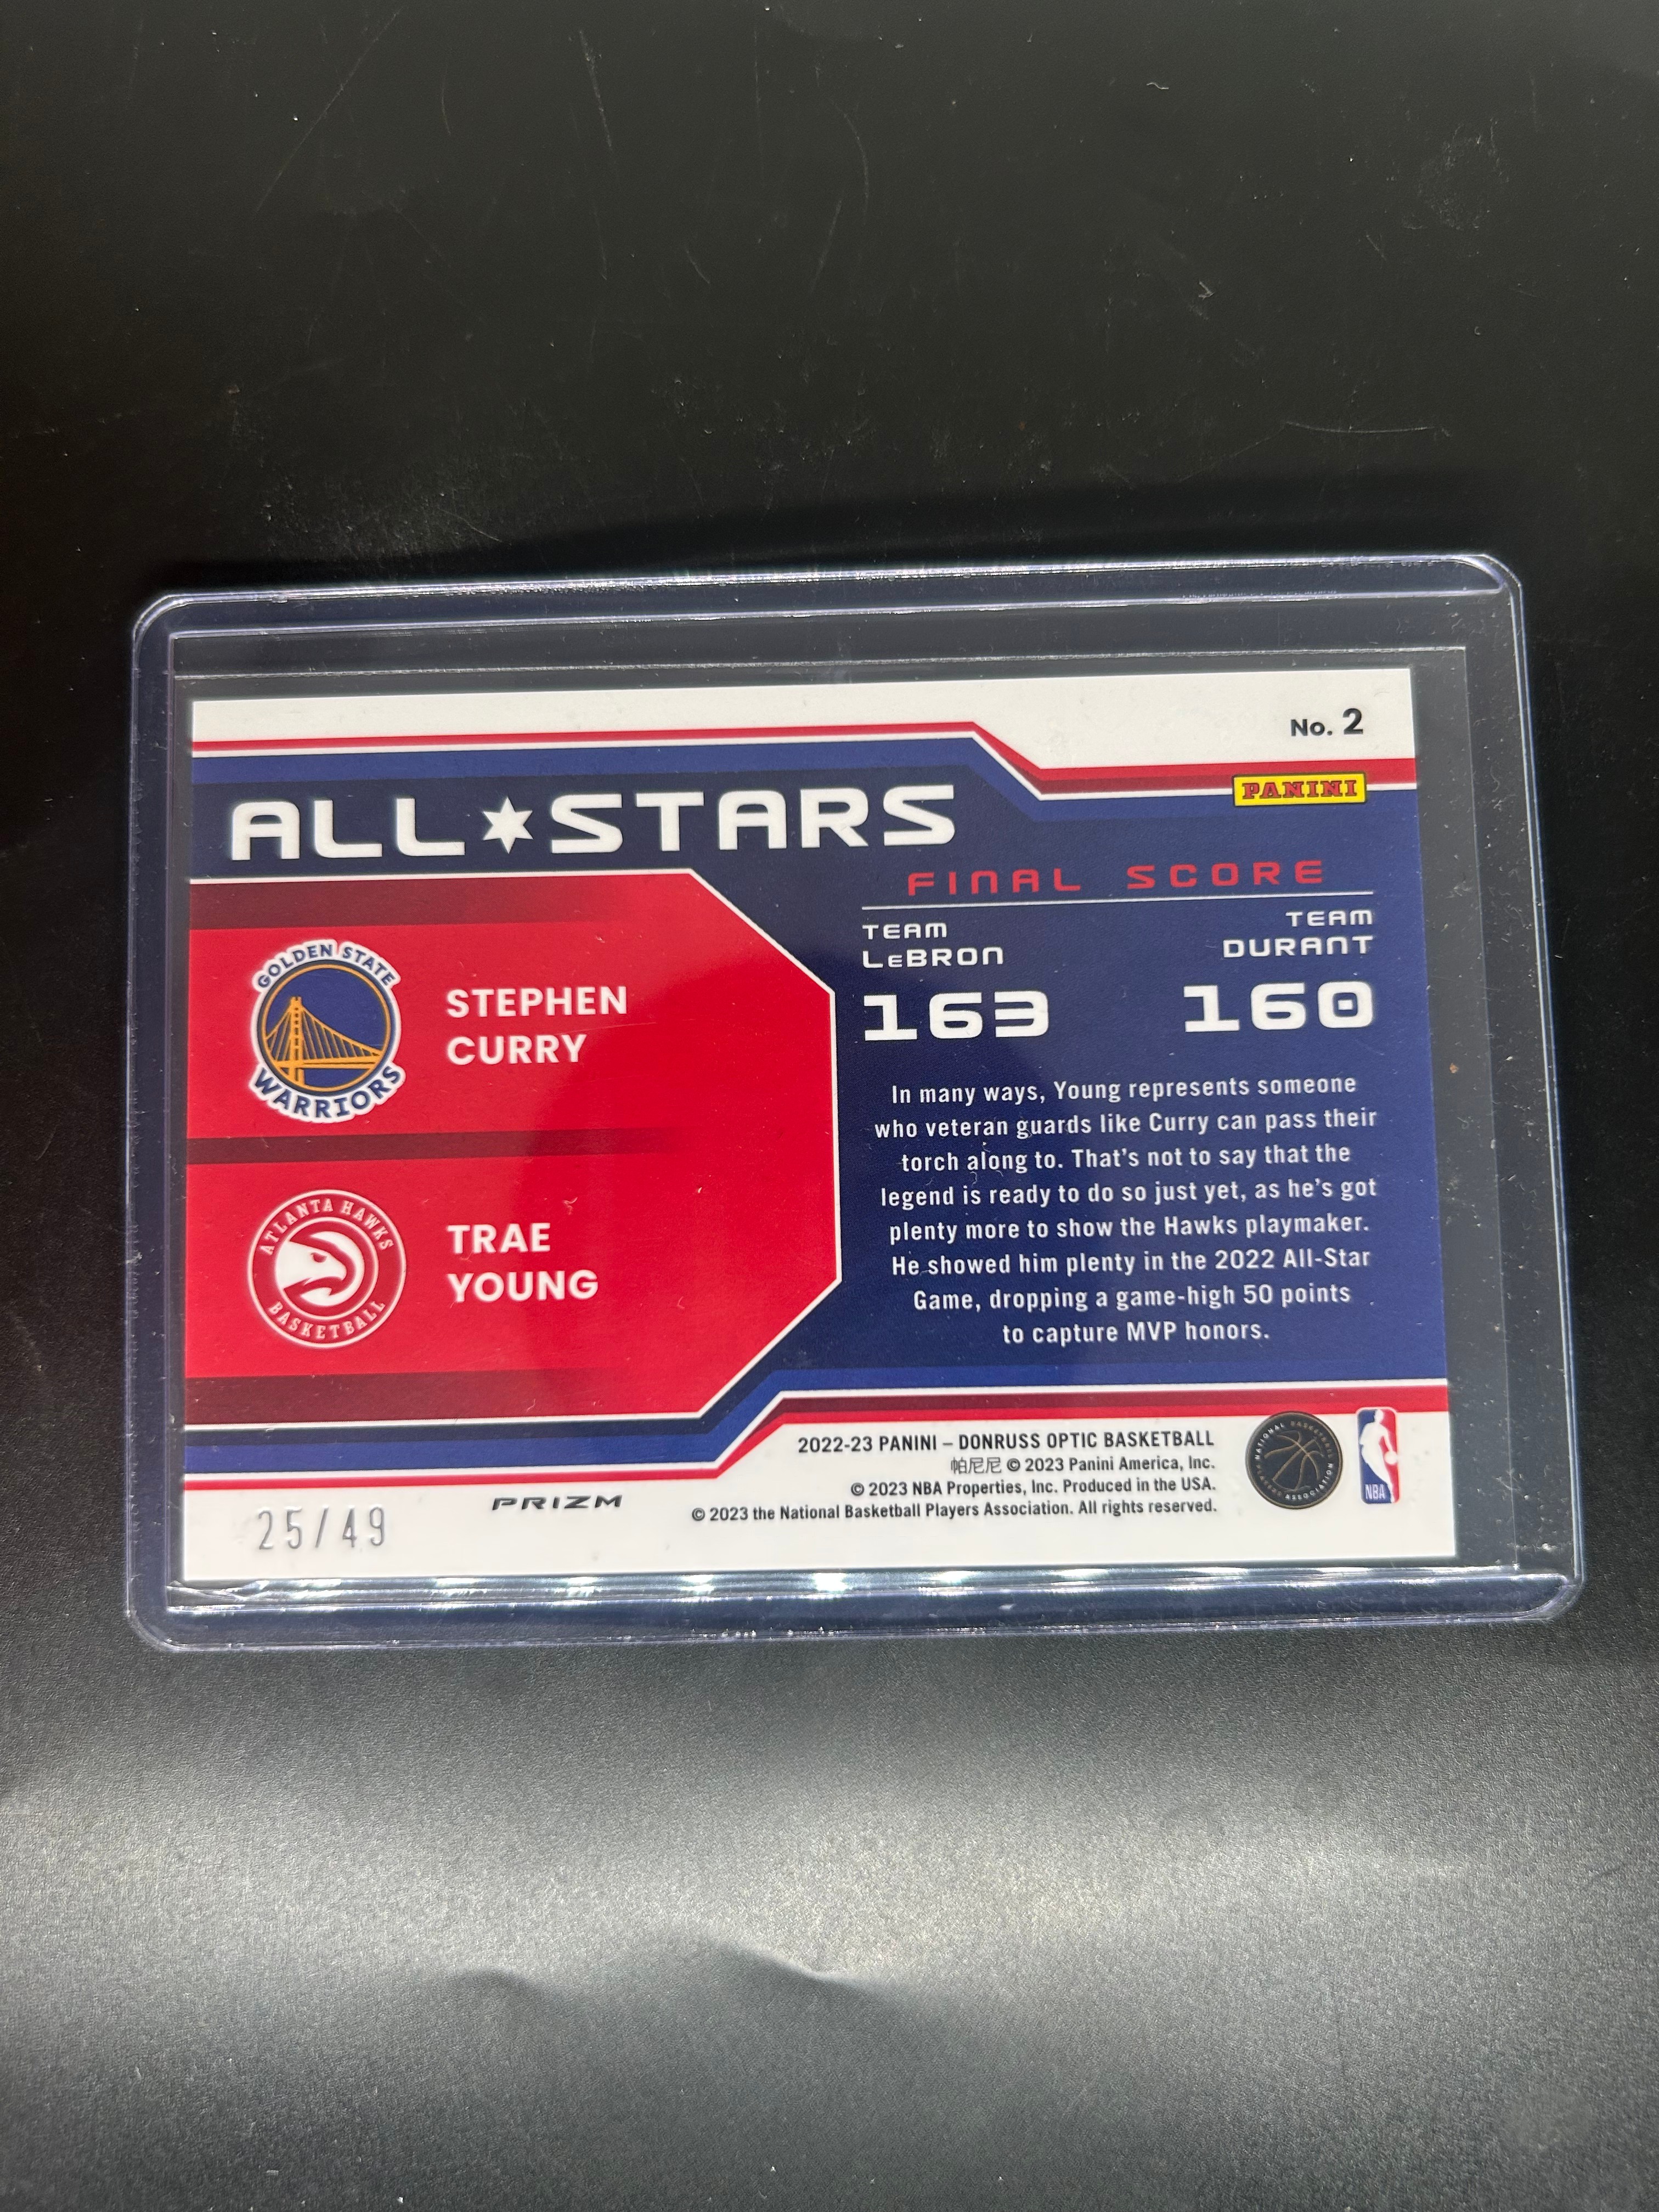 No. 2
PANINI
ALL★STARS
FINAL SCORE
TEAM LeBRON
163
TEAM DURANT
160
GOLDEN STATE
WARRIORS
STEPHEN
CURRY
ATLANTA HAWKS
BASKETBALL
TRAE
YOUNG
In many ways, Young represents someone
who veteran guards like Curry can pass their
torch along to. That's not to say that the
legend is ready to do so just yet, as he's got
plenty more to show the Hawks playmaker.
He showed him plenty in the 2022 All-Star
Game, dropping a game-high 50 points
to capture MVP honors.
2022-23 PANINI – DONRUSS OPTIC BASKETBALL
帕尼尼 © 2023 Panini America, Inc.
© 2023 NBA Properties, Inc. Produced in the USA.
© 2023 the National Basketball Players Association. All rights reserved.
NATIONAL BASKETBALL PLAYERS ASSOCIATION
NBA
PRIZM
25/49